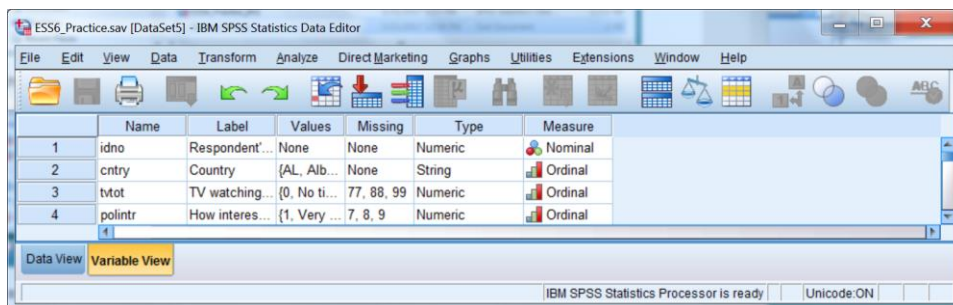 ESS6_Practice.sav [DataSet5] - IBM SPSS Statistics Data Editor
File Edit View Data Transform Analyze Direct Marketing Graphs Utilities Extensions Window Help
Name Label Values Missing Type Measure
1 idno Respondent'... None None Numeric Nominal
2 cntry Country {AL, Alb... None String Ordinal
3 tvtot TV watching... {0, No ti... 77, 88, 99 Numeric Ordinal
4 polintr How interes... {1, Very ... 7, 8, 9 Numeric Ordinal
Data View Variable View
IBM SPSS Statistics Processor is ready Unicode:ON